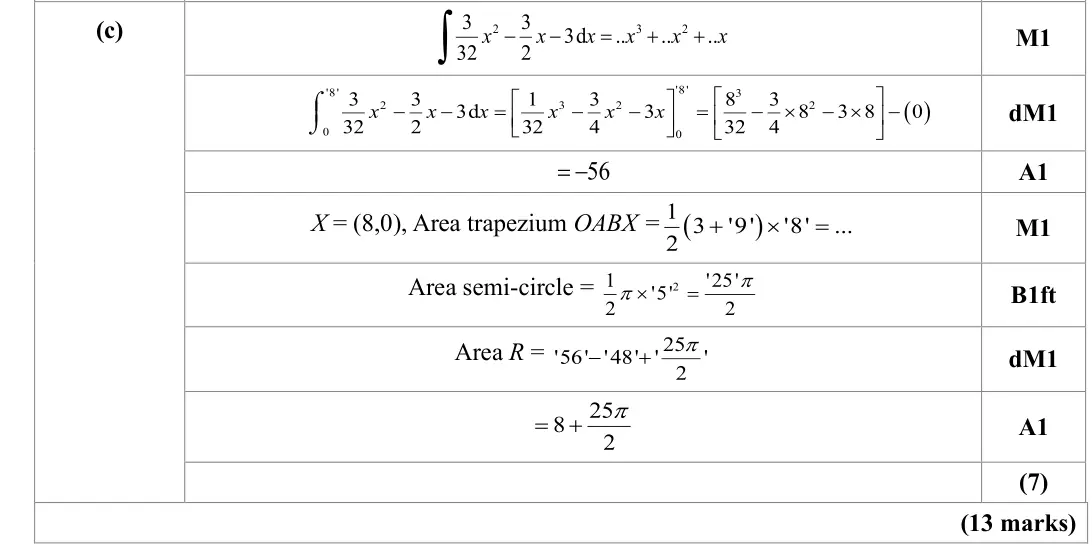 (c) ∫ 3/32 x² − 3/2 x − 3 dx = ..x³ + ..x² + ..x M1
∫₀^'8' 3/32 x² − 3/2 x − 3 dx = [1/32 x³ − 3/4 x² − 3x]₀^'8' = [8³/32 − 3/4 × 8² − 3 × 8] − (0) dM1
= −56 A1
X = (8,0), Area trapezium OABX = 1/2 (3 + '9') × '8' = ... M1
Area semi-circle = 1/2 π × '5'² = '25'π/2 B1ft
Area R = '56'− '48'+ '25π/2' dM1
= 8 + 25π/2 A1
(7)
(13 marks)